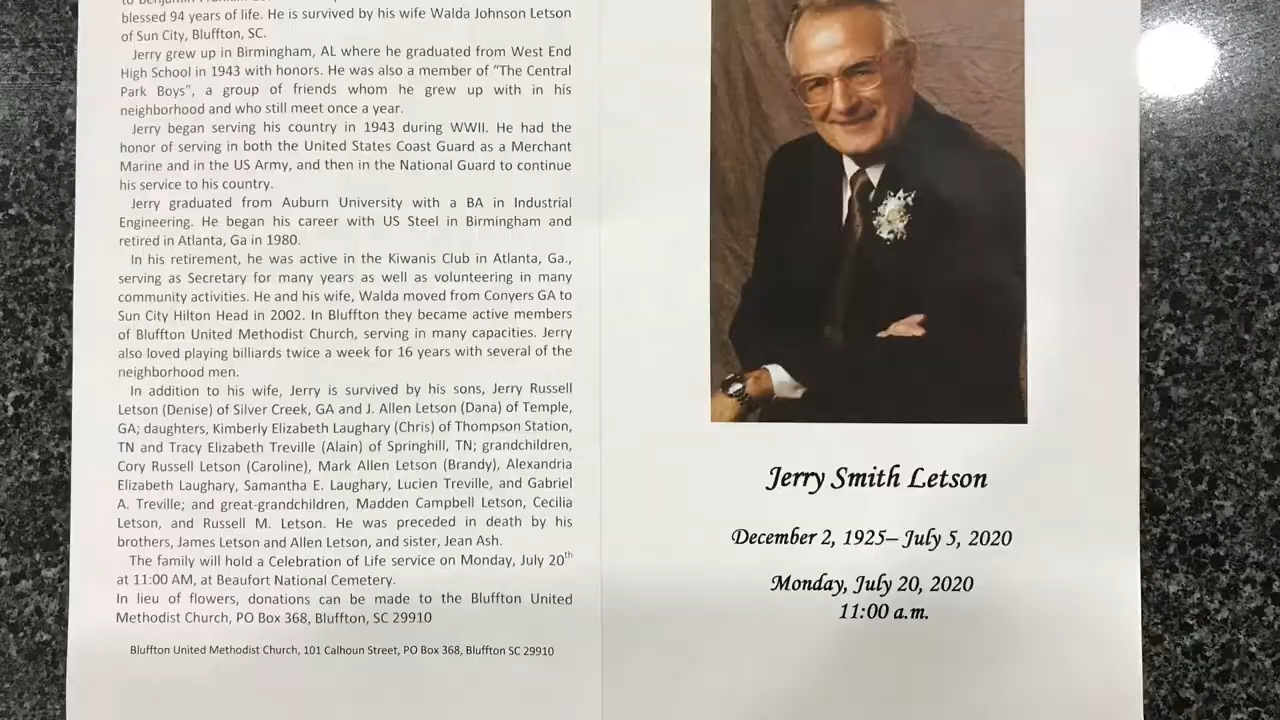 blessed 94 years of life. He is survived by his wife Walda Johnson Letson
of Sun City, Bluffton, SC.
Jerry grew up in Birmingham, AL where he graduated from West End
High School in 1943 with honors. He was also a member of “The Central
Park Boys”, a group of friends whom he grew up with in his
neighborhood and who still meet once a year.
Jerry began serving his country in 1943 during WWII. He had the
honor of serving in both the United States Coast Guard as a Merchant
Marine and in the US Army, and then in the National Guard to continue
his service to his country.
Jerry graduated from Auburn University with a BA in Industrial
Engineering. He began his career with US Steel in Birmingham and
retired in Atlanta, Ga in 1980.
In his retirement, he was active in the Kiwanis Club in Atlanta, Ga.,
serving as Secretary for many years as well as volunteering in many
community activities. He and his wife, Walda moved from Conyers GA to
Sun City Hilton Head in 2002. In Bluffton they became active members
of Bluffton United Methodist Church, serving in many capacities. Jerry
also loved playing billiards twice a week for 16 years with several of the
neighborhood men.
In addition to his wife, Jerry is survived by his sons, Jerry Russell
Letson (Denise) of Silver Creek, GA and J. Allen Letson (Dana) of Temple,
GA; daughters, Kimberly Elizabeth Laughary (Chris) of Thompson Station,
TN and Tracy Elizabeth Treville (Alain) of Springhill, TN; grandchildren,
Cory Russell Letson (Caroline), Mark Allen Letson (Brandy), Alexandria
Elizabeth Laughary, Samantha E. Laughary, Lucien Treville, and Gabriel
A. Treville; and great-grandchildren, Madden Campbell Letson, Cecilia
Letson, and Russell M. Letson. He was preceded in death by his
brothers, James Letson and Allen Letson, and sister, Jean Ash.
The family will hold a Celebration of Life service on Monday, July 20th
at 11:00 AM, at Beaufort National Cemetery.
In lieu of flowers, donations can be made to the Bluffton United
Methodist Church, PO Box 368, Bluffton, SC 29910
Bluffton United Methodist Church, 101 Calhoun Street, PO Box 368, Bluffton SC 29910
Jerry Smith Letson
December 2, 1925– July 5, 2020
Monday, July 20, 2020
11:00 a.m.